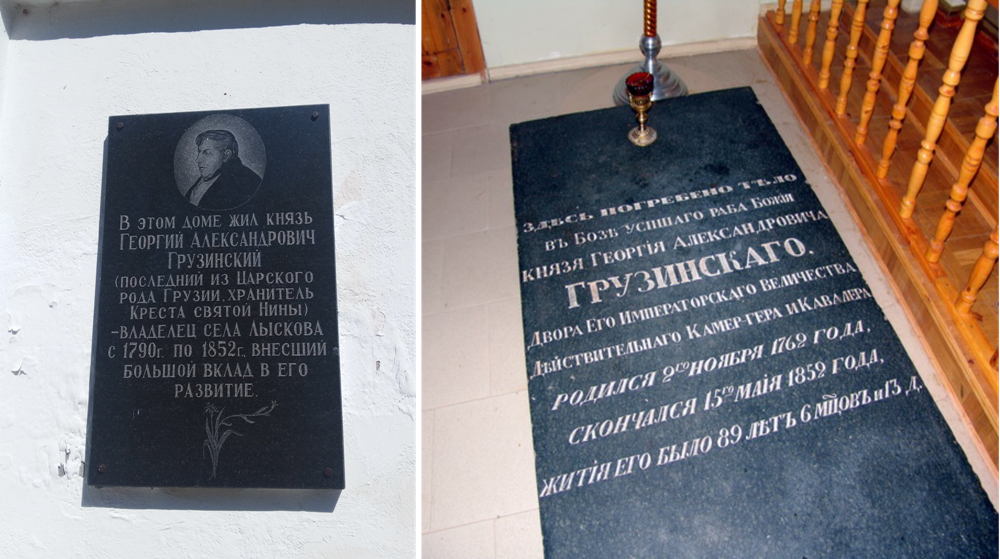 В этом доме жил князь
Георгий Александрович
Грузинский
(последний из Царского
рода Грузии, хранитель
Креста святой Нины)
-владелец села Лыскова
с 1790г. по 1852г. внесший
большой вклад в его
развитие.
ЗДѢСЬ ПОГРЕБЕНО ТѢЛО
ВЪ БОЗѢ УСПШАГО РАБА БОЖІЯ
КНЯЗЯ ГЕОРГІЯ АЛЕКСАНДРОВИЧА
ГРУЗИНСКАГО.
ДВОРА ЕГО ИМПЕРАТОРСКАГО ВЕЛИЧЕСТВА
ДѢЙСТВИТЕЛЬНАГО КАМЕР-ГЕРА И КАВАЛЕРА
РОДИЛСЯ 2го НОЯБРЯ 1762 ГОДА,
СКОНЧАЛСЯ 15го МАІЯ 1852 ГОДА,
ЖИТІЯ ЕГО БЫЛО 89 ЛѢТЪ 6 МЦОВЪ и 13 Д.